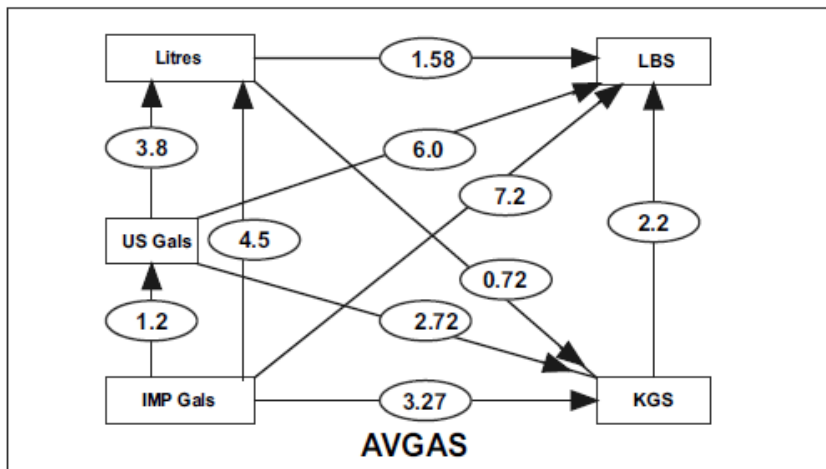 Litres
1.58
LBS
3.8
6.0
7.2
2.2
US Gals
4.5
0.72
1.2
2.72
IMP Gals
3.27
KGS
AVGAS